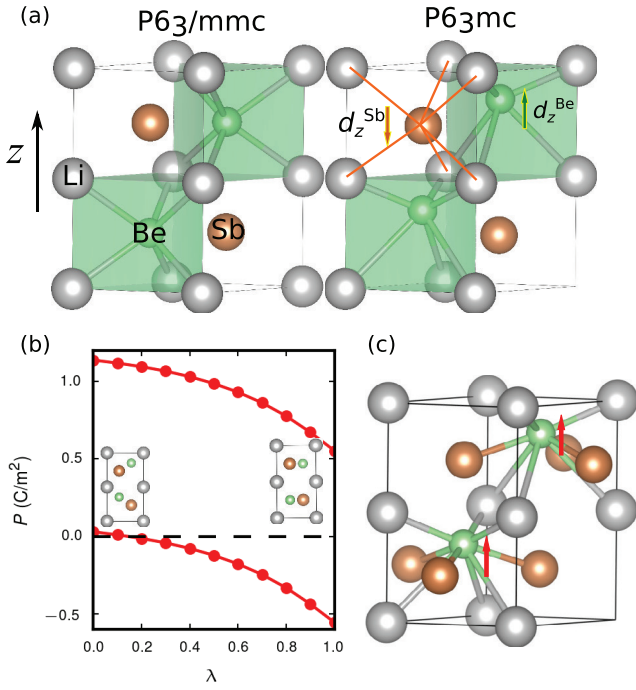 (a)
P6₃/mmc
P6₃mc
z
Li
Be
Sb
d_z^Sb
d_z^Be
(b)
P (C/m²)
1.0
0.5
0.0
−0.5
0.0 0.2 0.4 0.6 0.8 1.0
λ
(c)